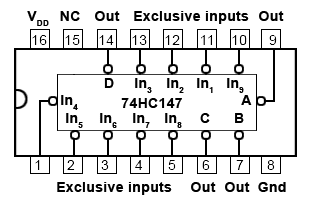 VDD NC Out Exclusive inputs Out
16 15 14 13 12 11 10 9
D In3 In2 In1 In9
In4 74HC147 A
In5 In6 In7 In8 C B
1 2 3 4 5 6 7 8
Exclusive inputs Out Out Gnd